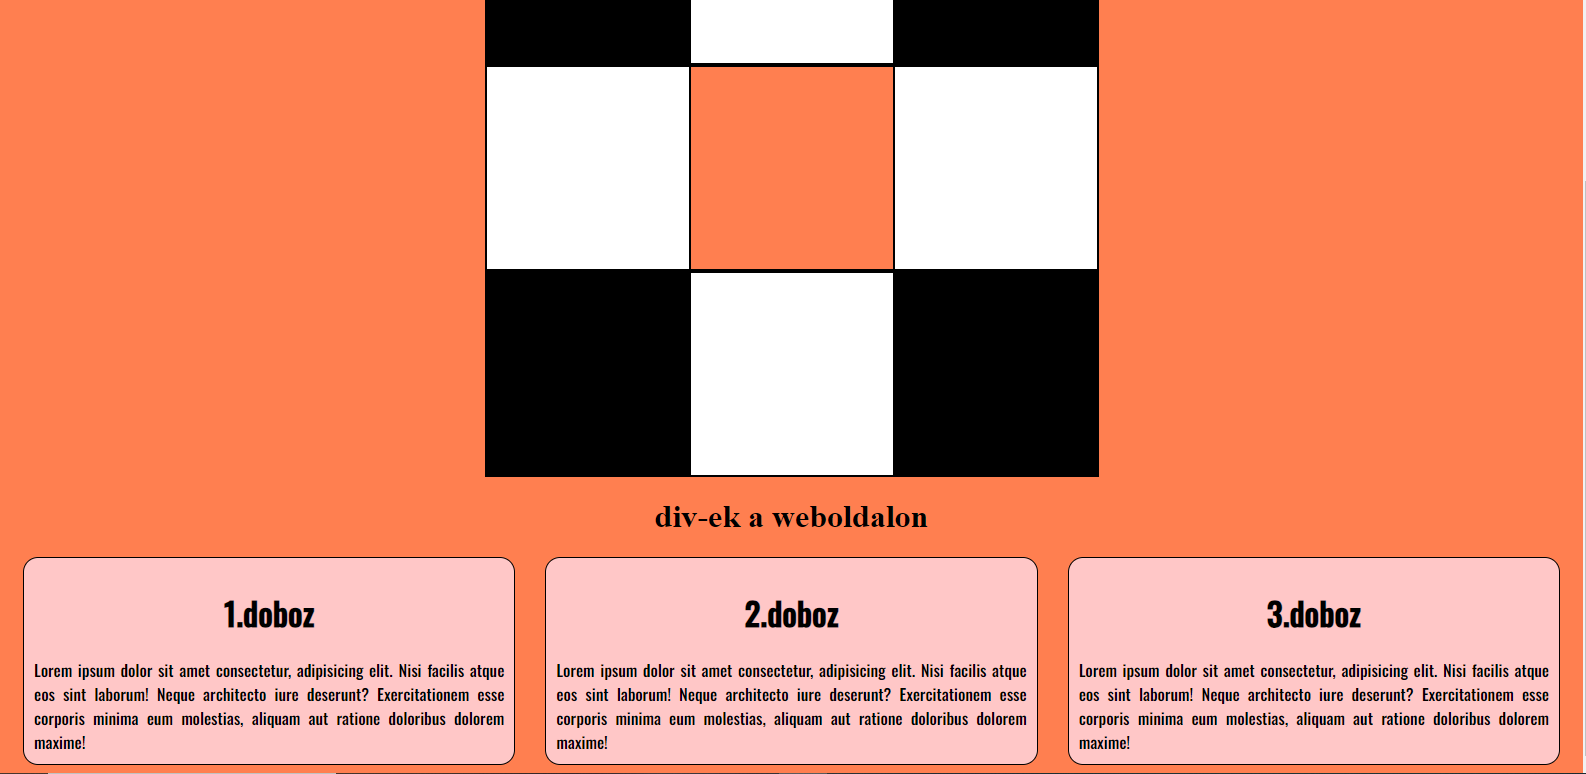 div-ek a weboldalon
1.doboz
Lorem ipsum dolor sit amet consectetur, adipisicing elit. Nisi facilis atque
eos sint laborum! Neque architecto iure deserunt? Exercitationem esse
corporis minima eum molestias, aliquam aut ratione doloribus dolorem
maxime!
2.doboz
Lorem ipsum dolor sit amet consectetur, adipisicing elit. Nisi facilis atque
eos sint laborum! Neque architecto iure deserunt? Exercitationem esse
corporis minima eum molestias, aliquam aut ratione doloribus dolorem
maxime!
3.doboz
Lorem ipsum dolor sit amet consectetur, adipisicing elit. Nisi facilis atque
eos sint laborum! Neque architecto iure deserunt? Exercitationem esse
corporis minima eum molestias, aliquam aut ratione doloribus dolorem
maxime!